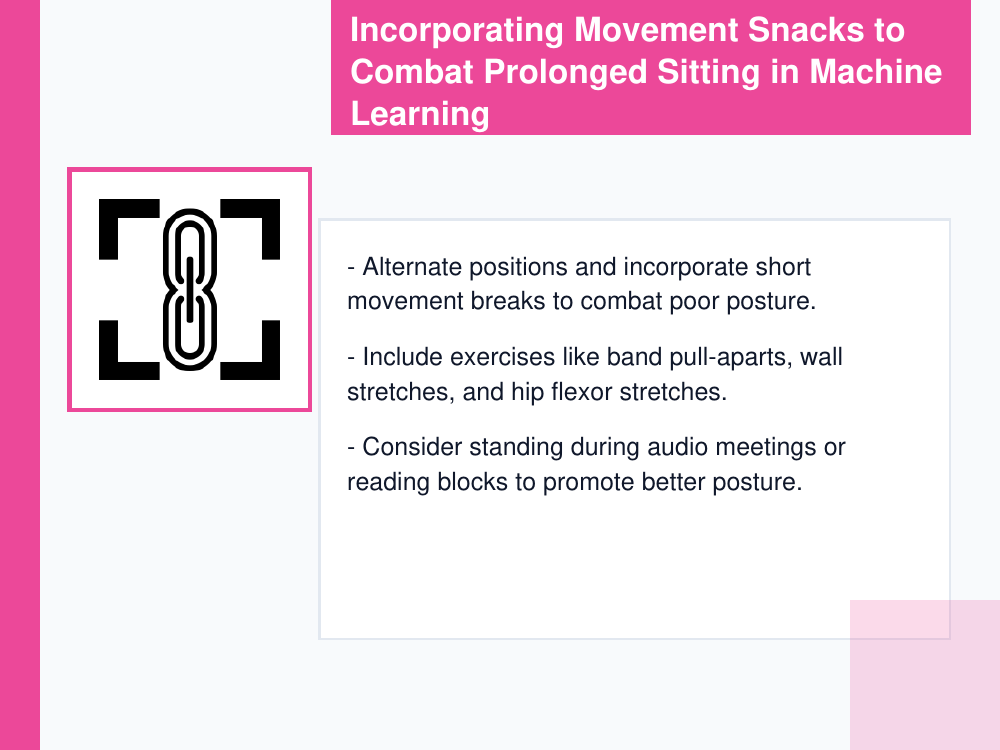 Incorporating Movement Snacks to
Combat Prolonged Sitting in Machine
Learning
- Alternate positions and incorporate short
movement breaks to combat poor posture.
- Include exercises like band pull-aparts, wall
stretches, and hip flexor stretches.
- Consider standing during audio meetings or
reading blocks to promote better posture.